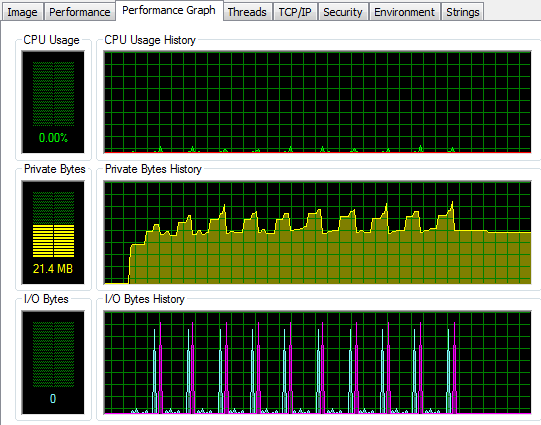 Image Performance Performance Graph Threads TCP/IP Security Environment Strings
CPU Usage CPU Usage History
0.00%
Private Bytes Private Bytes History
21.4 MB
I/O Bytes I/O Bytes History
0